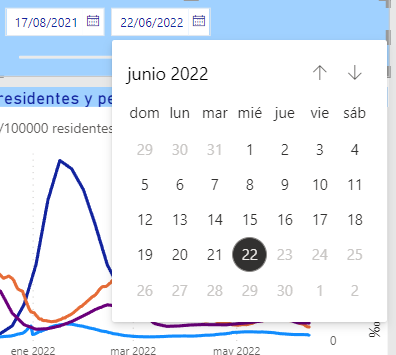 17/08/2021 22/06/2022
junio 2022
dom lun mar mié jue vie sáb
29 30 31 1 2 3 4
5 6 7 8 9 10 11
12 13 14 15 16 17 18
19 20 21 22 23 24 25
26 27 28 29 30 1 2
residentes y pe
/100000 residentes
0
‰
ene 2022 mar 2022 may 2022